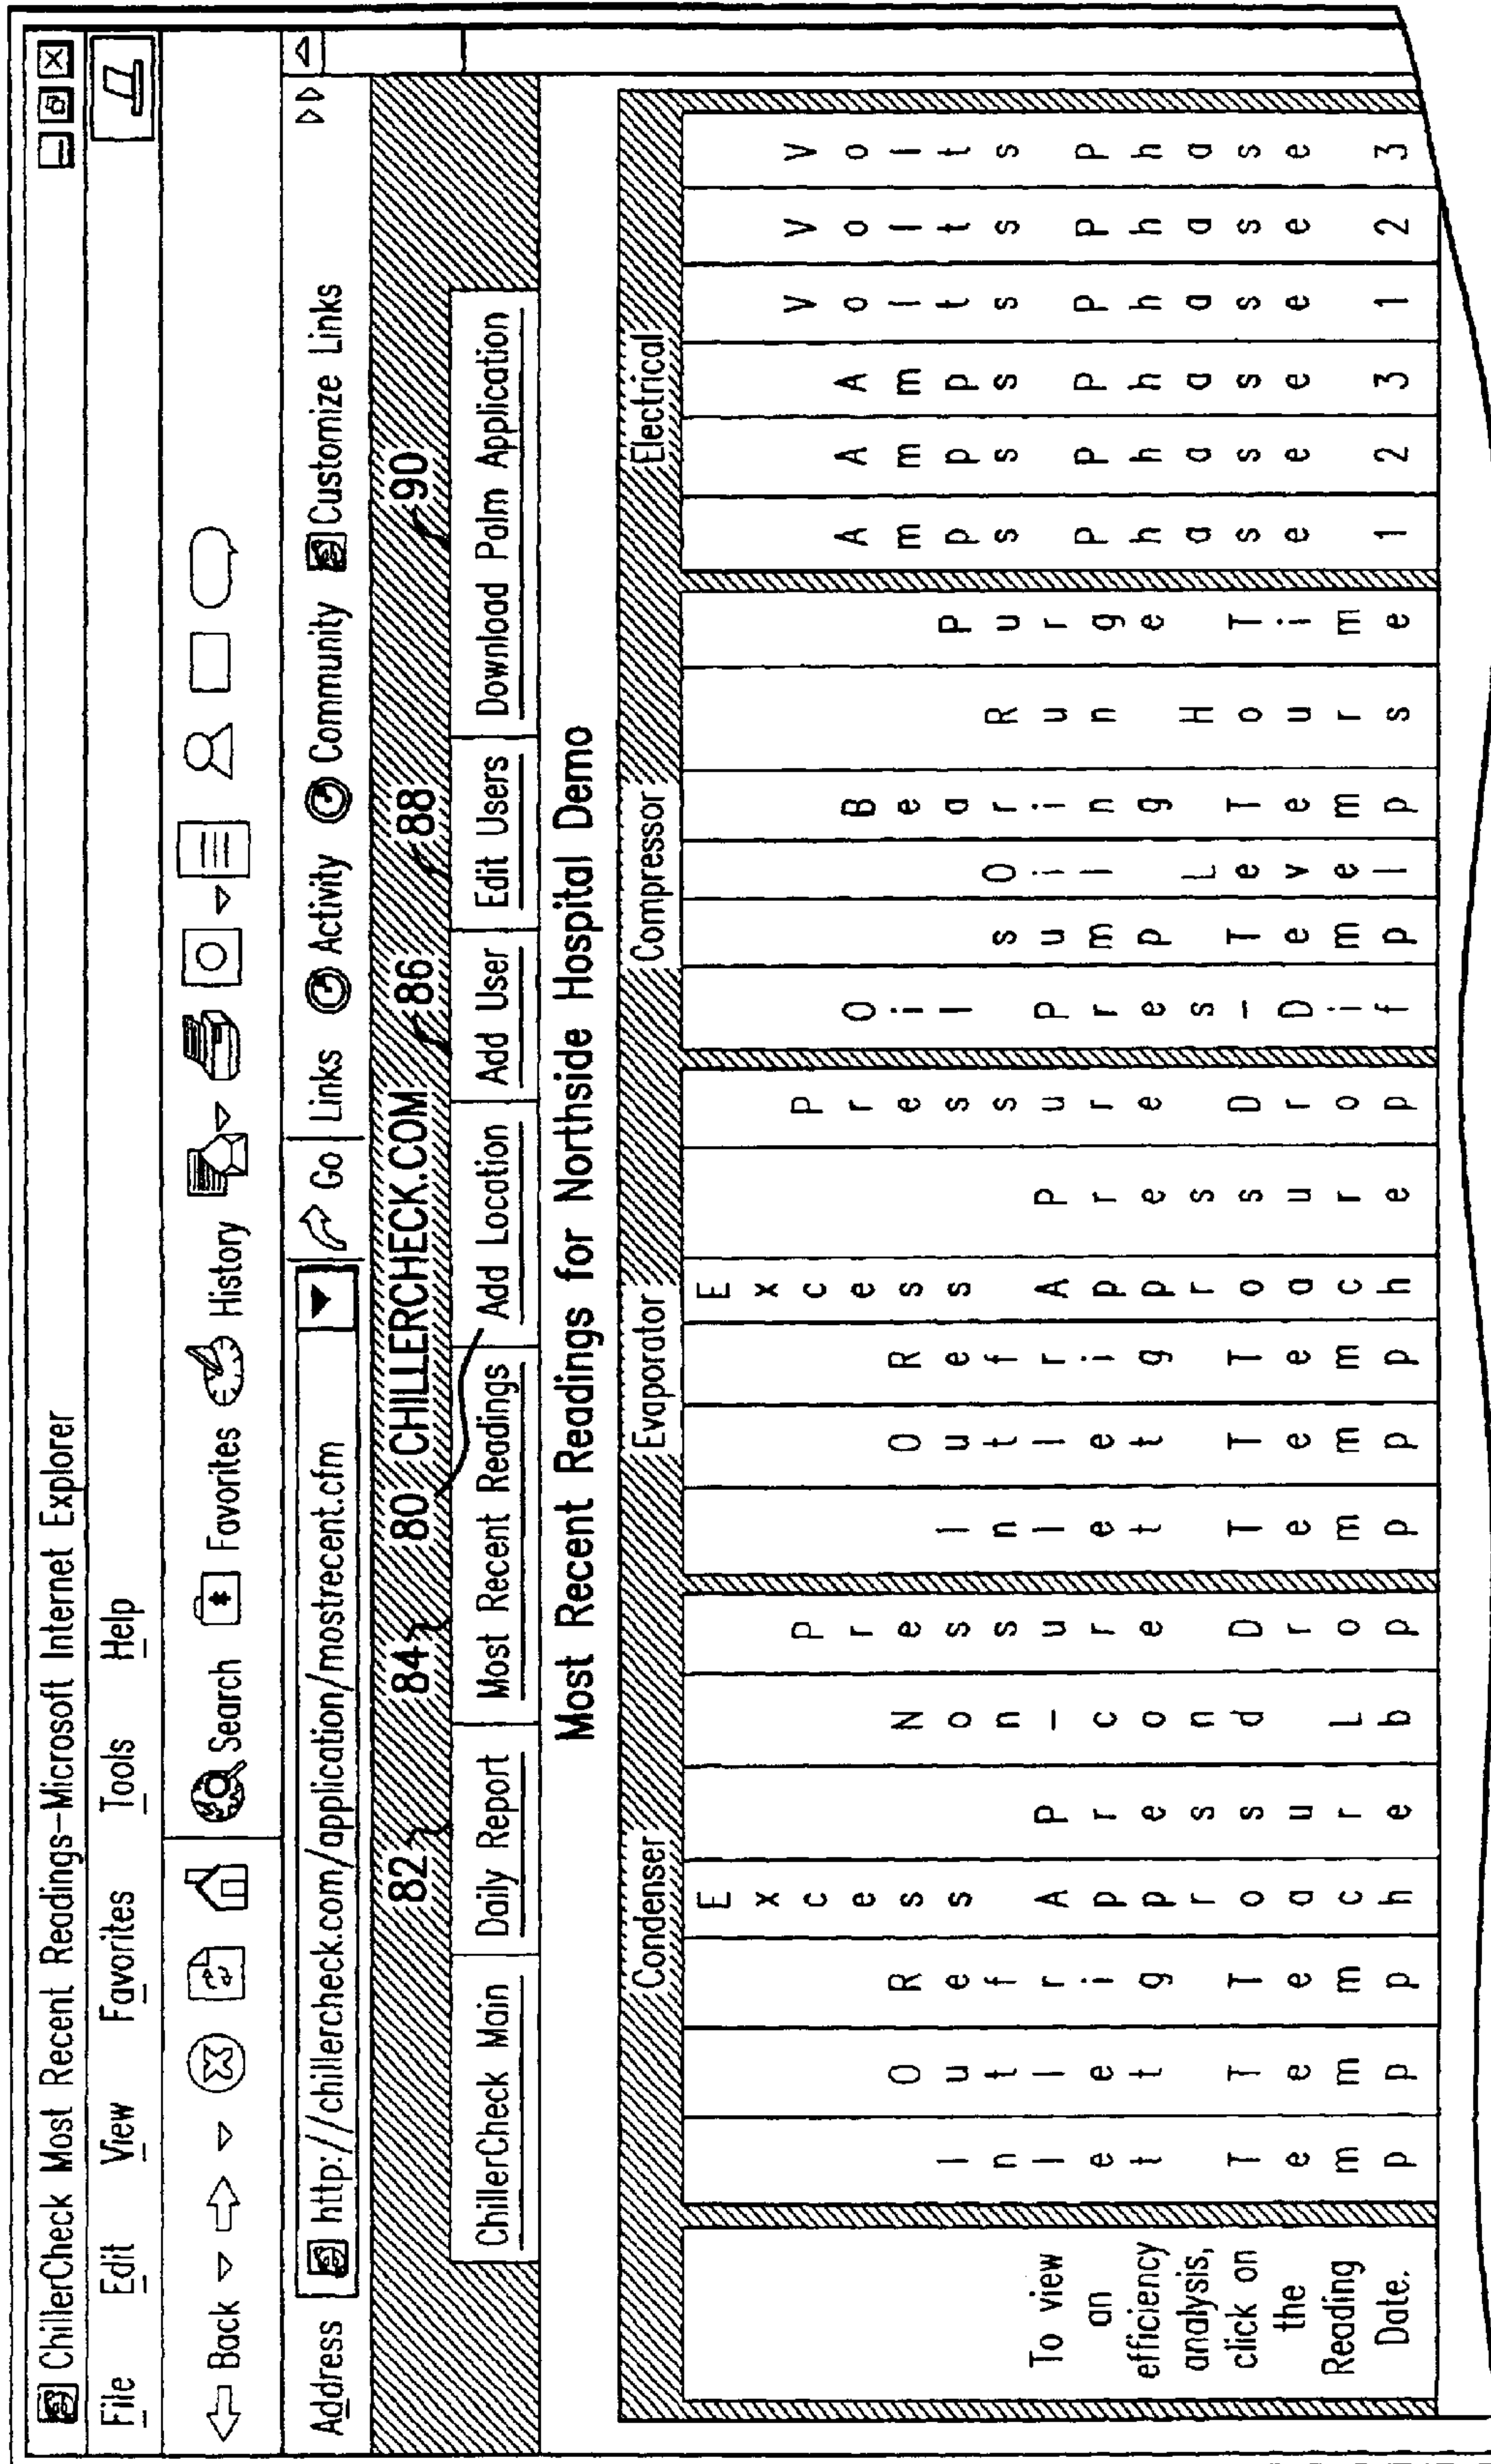 ChillerCheck Most Recent Readings-Microsoft Internet Explorer
File Edit View Favorites Tools Help
Back Search Favorites History
Address http://chillercheck.com/application/mostrecent.cfm Go Links Activity Community Customize Links
82 84 80 CHILLERCHECK.COM 86 88 90
ChillerCheck Main Daily Report Most Recent Readings Add Location Add User Edit Users Download Palm Application
Most Recent Readings for Northside Hospital Demo
Condenser Evaporator Compressor Electrical
To view
an
efficiency
analysis,
click on
the
Reading
Date.
Inlet Temp
Outlet Temp
Refrig Temp
Excess Approach
Pressure
Non-cond Lb
Pressure Drop
Inlet Temp
Outlet Temp
Refrig Temp
Excess Approach
Pressure
Pressure Drop
Oil Pres-Dif
sump Temp
Oil Level
Bearing Temp
Run Hours
Purge Time
Amps Phase 1
Amps Phase 2
Amps Phase 3
Volts Phase 1
Volts Phase 2
Volts Phase 3